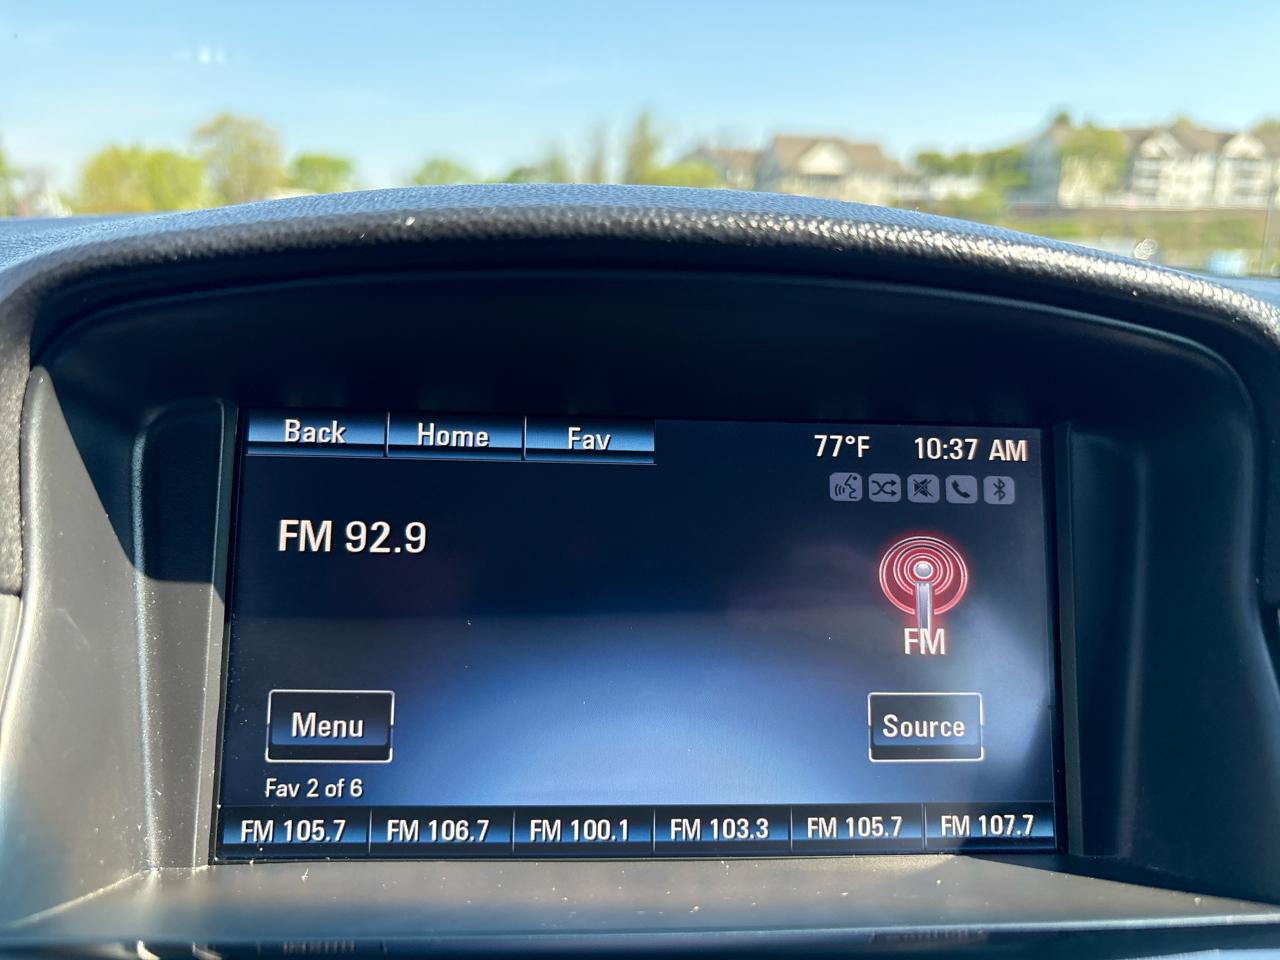 Back Home Fav 77°F 10:37 AM
FM 92.9
FM
Menu Source
Fav 2 of 6
FM 105.7 FM 106.7 FM 100.1 FM 103.3 FM 105.7 FM 107.7